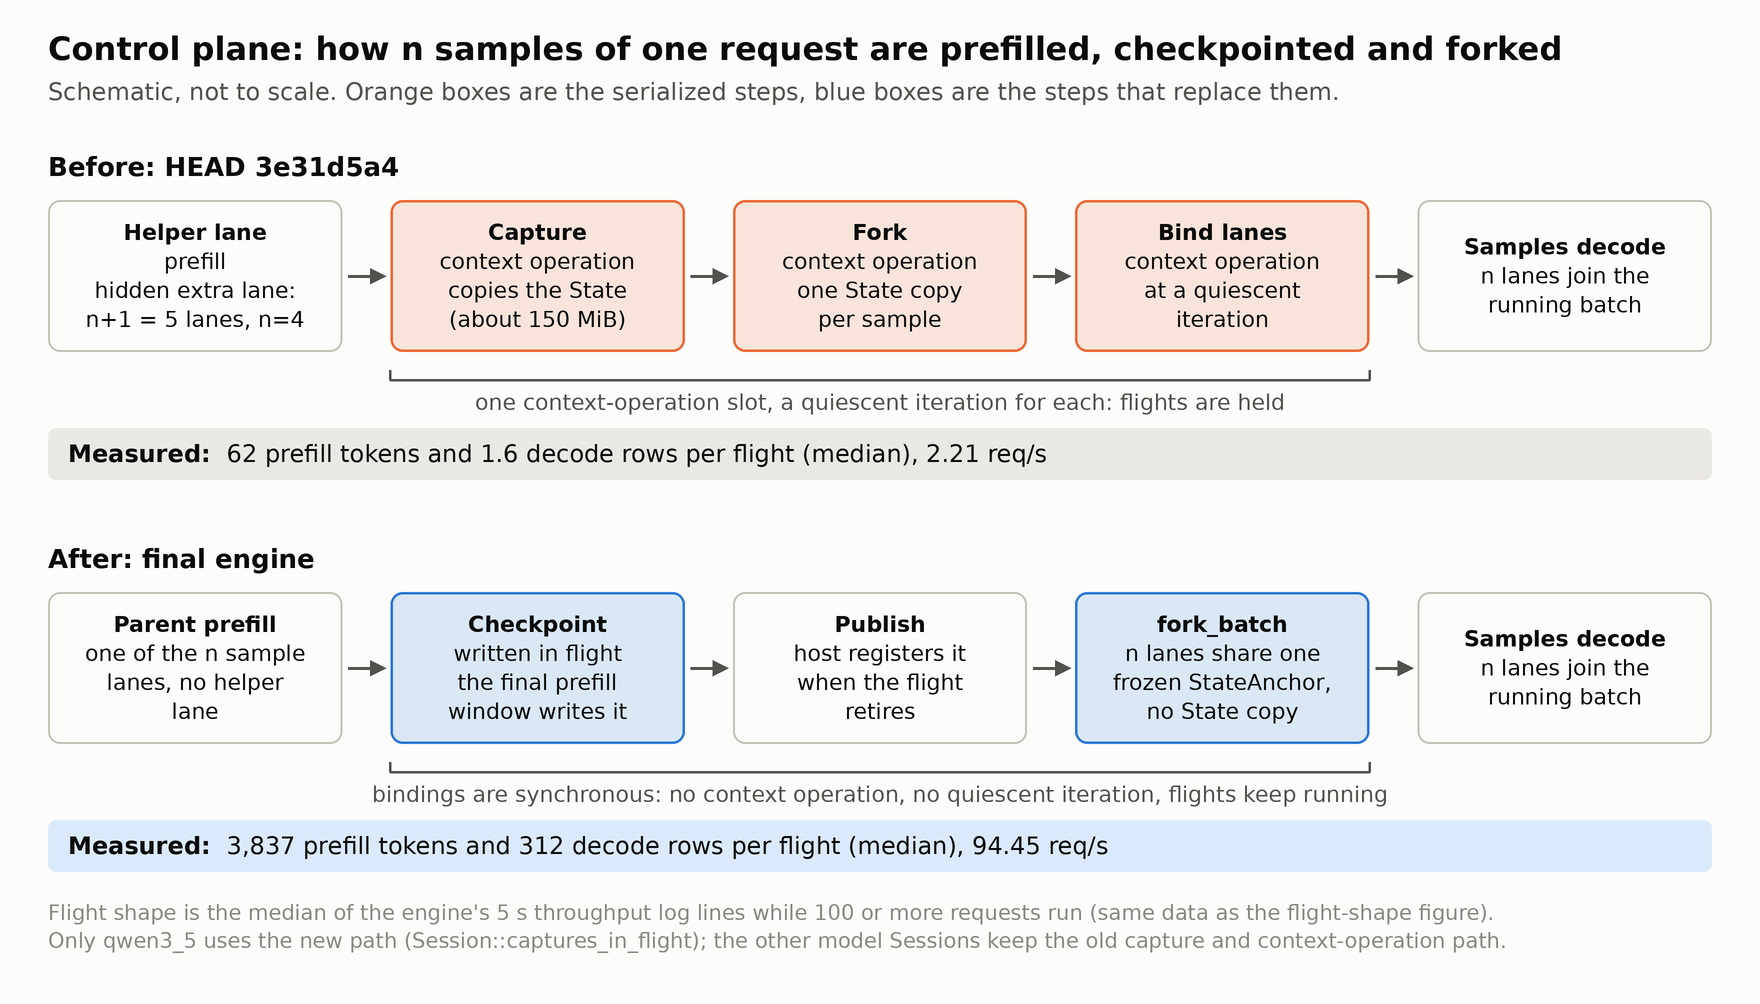 Control plane: how n samples of one request are prefilled, checkpointed and forked
Schematic, not to scale. Orange boxes are the serialized steps, blue boxes are the steps that replace them.
Before: HEAD 3e31d5a4
Helper lane
prefill
hidden extra lane:
n+1 = 5 lanes, n=4
Capture
context operation
copies the State
(about 150 MiB)
Fork
context operation
one State copy
per sample
Bind lanes
context operation
at a quiescent
iteration
Samples decode
n lanes join the
running batch
one context-operation slot, a quiescent iteration for each: flights are held
Measured: 62 prefill tokens and 1.6 decode rows per flight (median), 2.21 req/s
After: final engine
Parent prefill
one of the n sample
lanes, no helper
lane
Checkpoint
written in flight
the final prefill
window writes it
Publish
host registers it
when the flight
retires
fork_batch
n lanes share one
frozen StateAnchor,
no State copy
Samples decode
n lanes join the
running batch
bindings are synchronous: no context operation, no quiescent iteration, flights keep running
Measured: 3,837 prefill tokens and 312 decode rows per flight (median), 94.45 req/s
Flight shape is the median of the engine's 5 s throughput log lines while 100 or more requests run (same data as the flight-shape figure).
Only qwen3_5 uses the new path (Session::captures_in_flight); the other model Sessions keep the old capture and context-operation path.